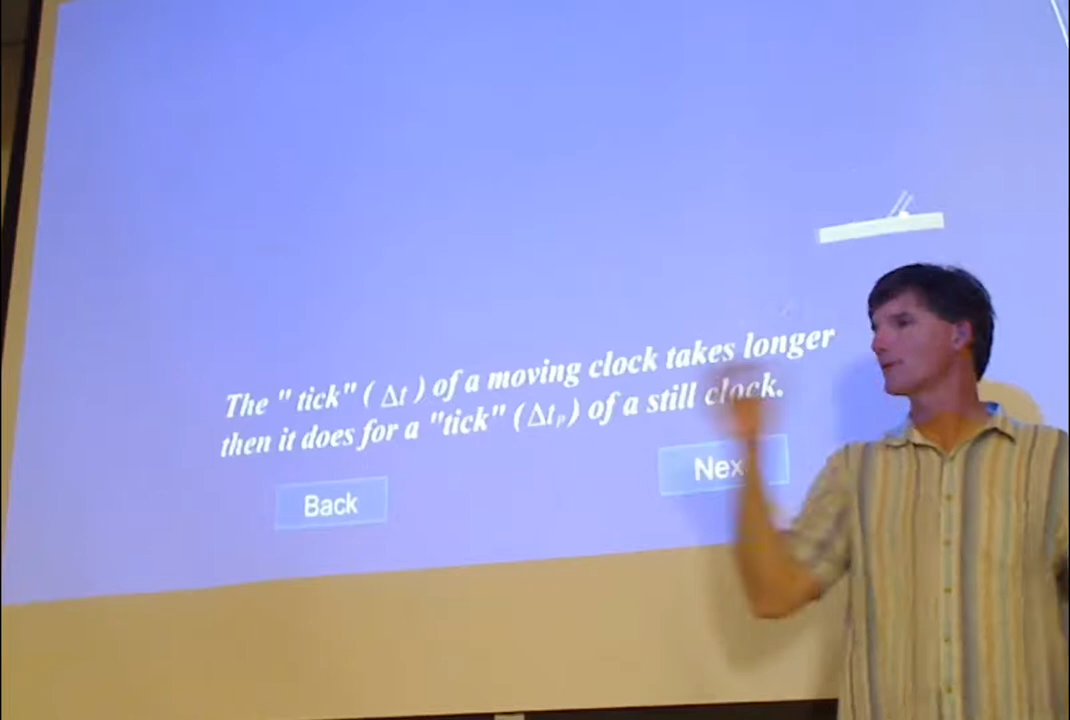 The " tick" ( Δt ) of a moving clock takes longer
then it does for a "tick" (Δtₚ) of a still clock.
Back
Nex